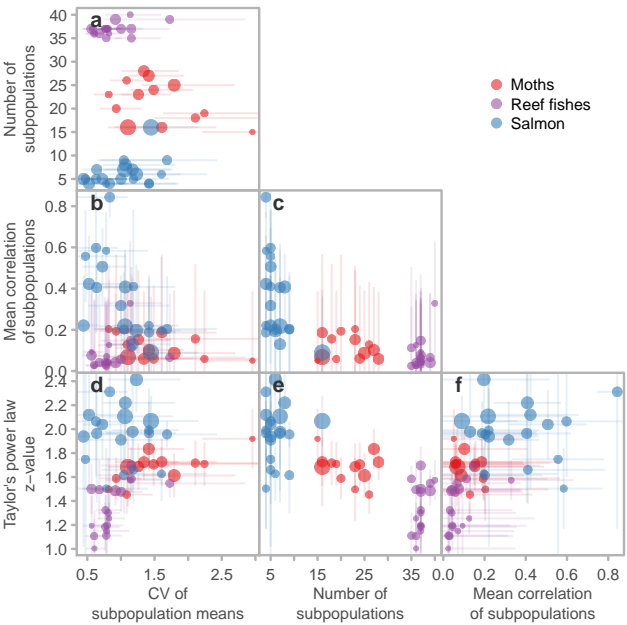 a
40
35
30
25
20
15
10
5
Number of
subpopulations
Moths
Reef fishes
Salmon
b
c
0.8
0.6
0.4
0.2
0.0
Mean correlation
of subpopulations
d
e
f
2.4
2.2
2.0
1.8
1.6
1.4
1.2
1.0
Taylor's power law
z−value
0.5 1.5 2.5
5 15 25 35
0.0 0.2 0.4 0.6 0.8
CV of
subpopulation means
Number of
subpopulations
Mean correlation
of subpopulations